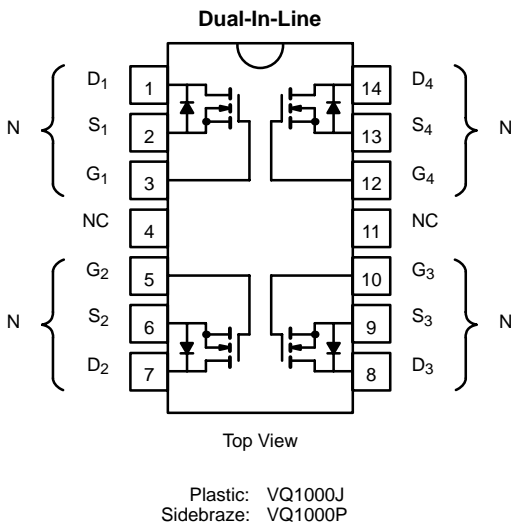 Dual-In-Line
D1 1 14 D4
N S1 2 13 S4 N
G1 3 12 G4
NC 4 11 NC
G2 5 10 G3
N S2 6 9 S3 N
D2 7 8 D3
Top View
Plastic: VQ1000J
Sidebraze: VQ1000P